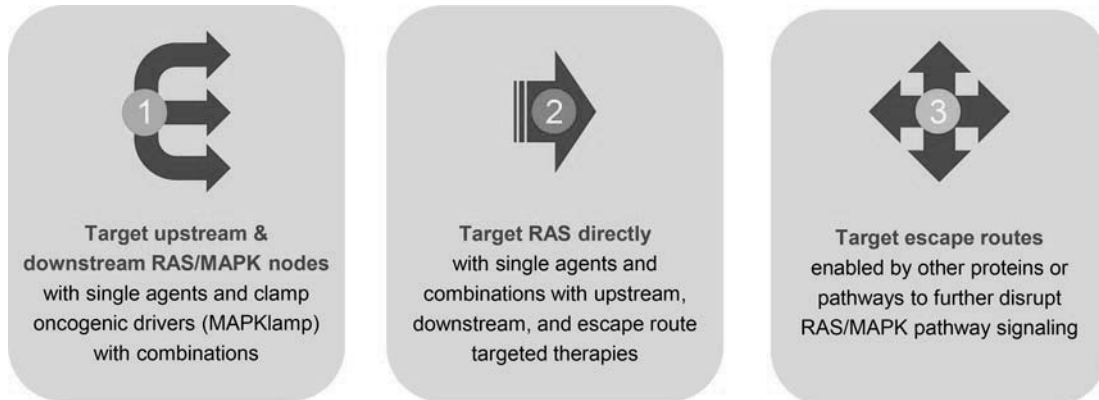 1
Target upstream &
downstream RAS/MAPK nodes
with single agents and clamp
oncogenic drivers (MAPKlamp)
with combinations
2
Target RAS directly
with single agents and
combinations with upstream,
downstream, and escape route
targeted therapies
3
Target escape routes
enabled by other proteins or
pathways to further disrupt
RAS/MAPK pathway signaling